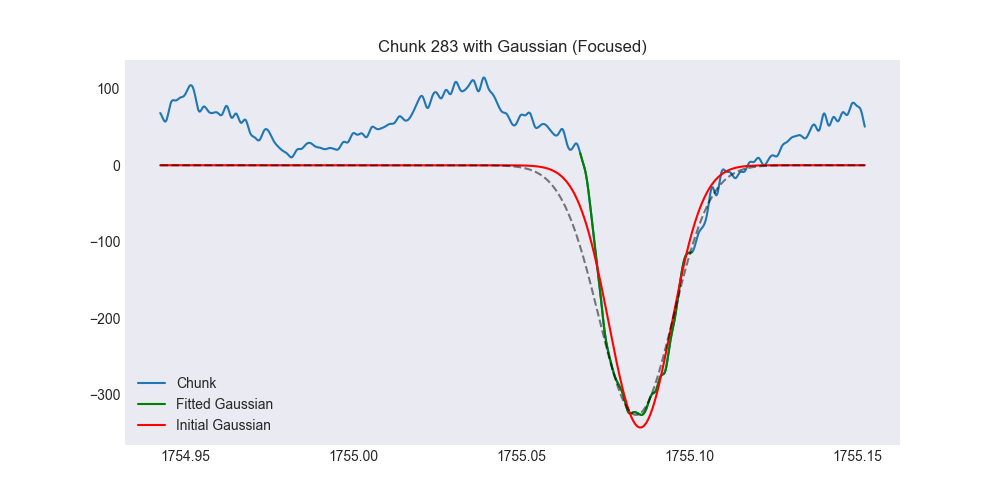 Chunk 283 with Gaussian (Focused)
100
0
−100
−200
−300
Chunk
Fitted Gaussian
Initial Gaussian
1754.95 1755.00 1755.05 1755.10 1755.15